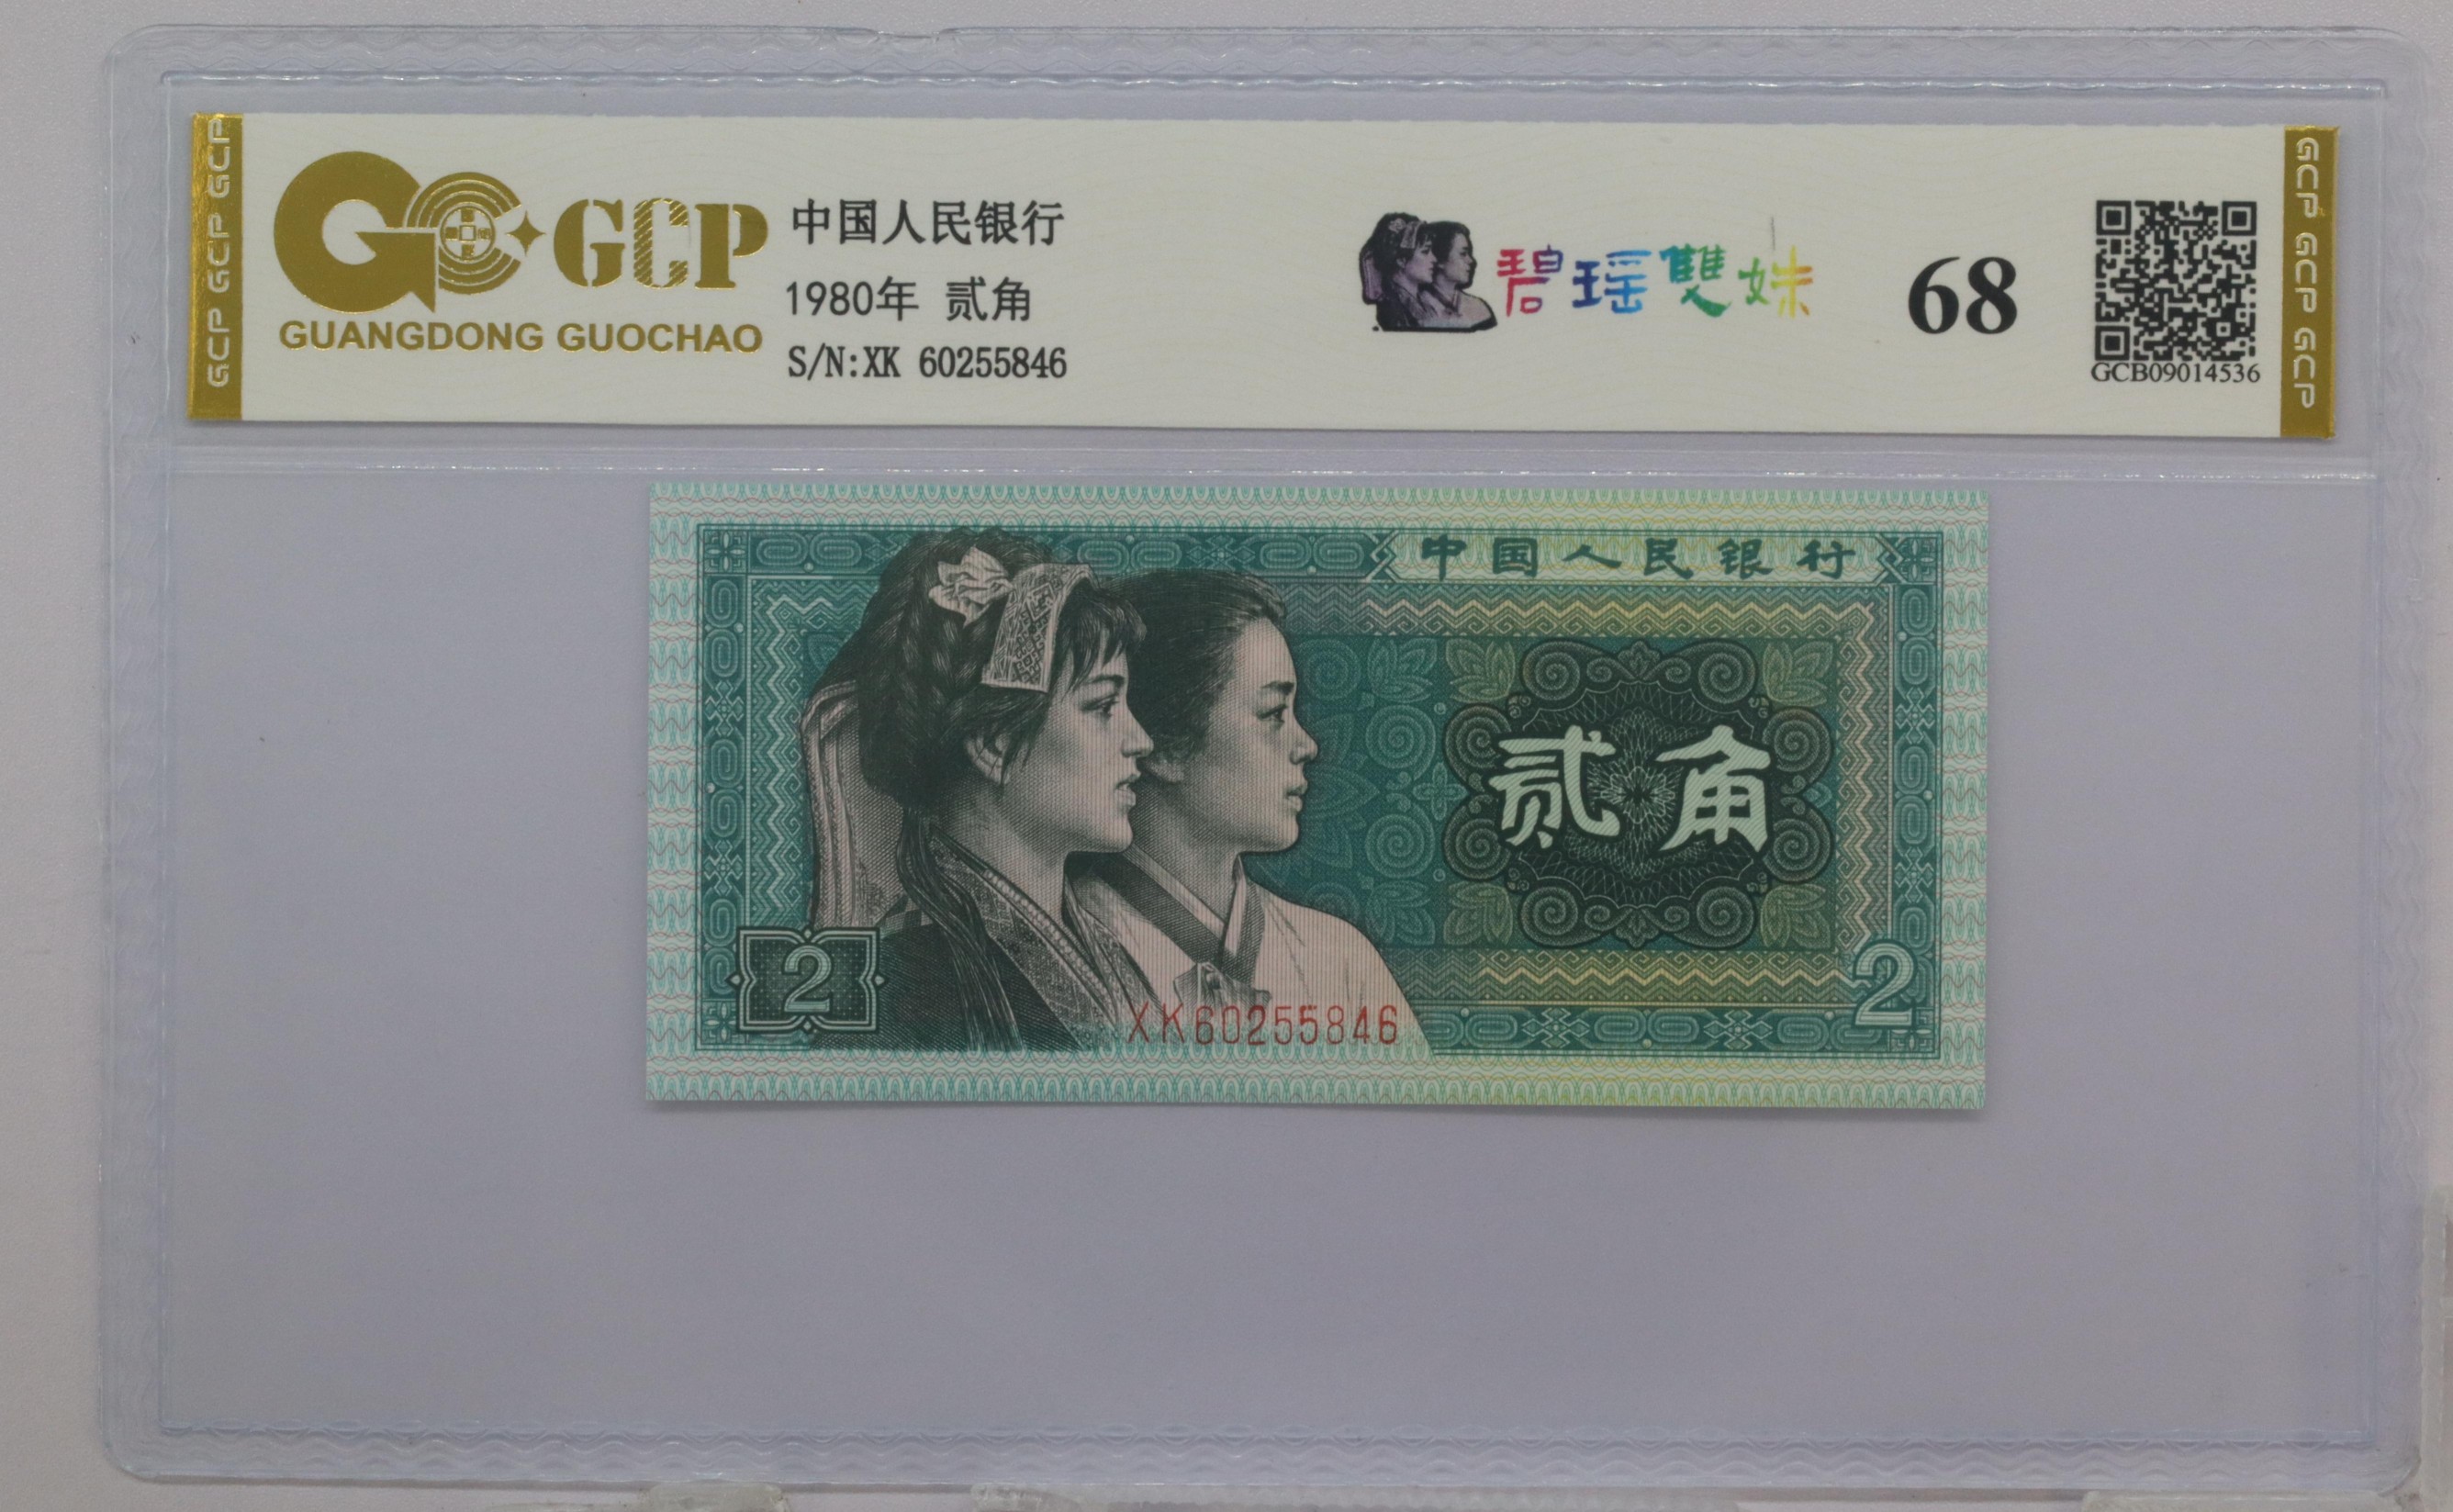 GCP GCP GCP
GCP
GUANGDONG GUOCHAO
中国人民银行
1980年 贰角
S/N:XK 60255846
碧瑶雙妹
68
GCB09014536
GCP GCP GCP
中国人民银行
贰角
2
2
XK60255846